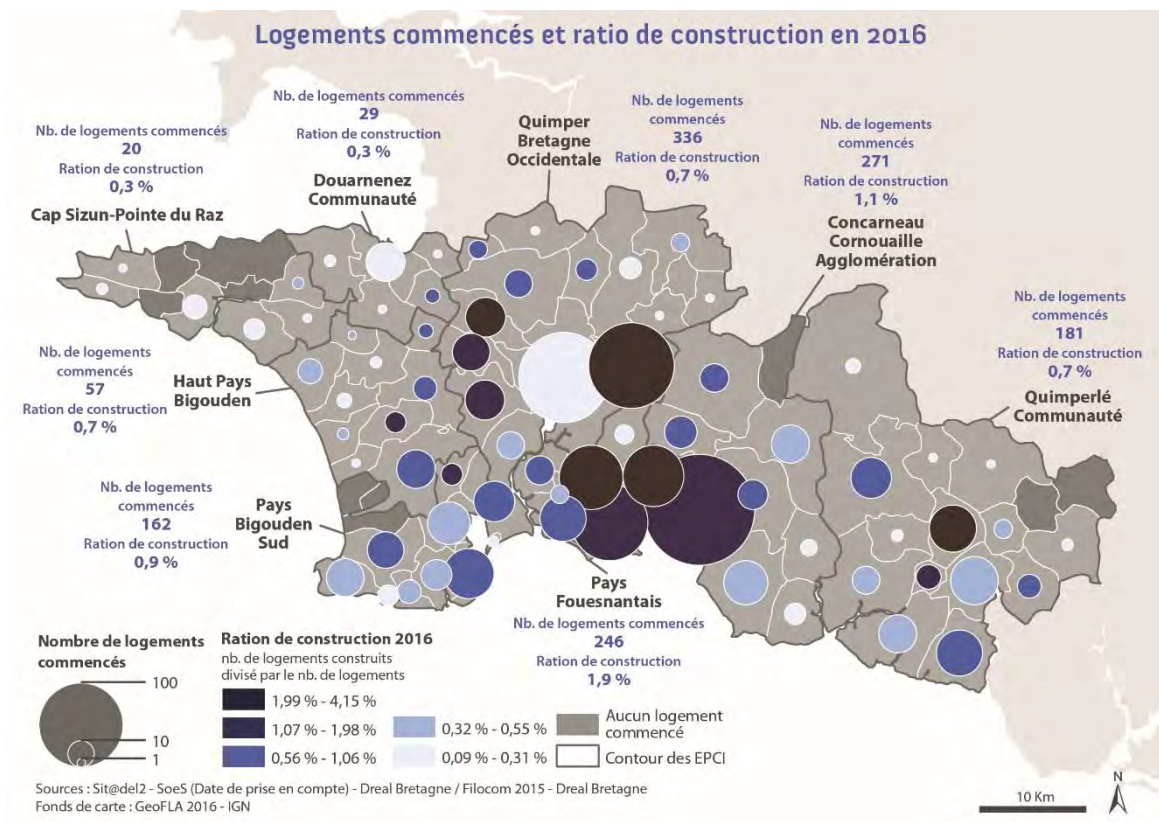 Logements commencés et ratio de construction en 2016
Nb. de logements commencés
20
Ration de construction
0,3 %
Cap Sizun-Pointe du Raz
Nb. de logements commencés
29
Ration de construction
0,3 %
Douarnenez
Communauté
Quimper
Bretagne
Occidentale
Nb. de logements
commencés
336
Ration de construction
0,7 %
Nb. de logements
commencés
271
Ration de construction
1,1 %
Concarneau
Cornouaille
Agglomération
Nb. de logements
commencés
181
Ration de construction
0,7 %
Quimperlé
Communauté
Nb. de logements
commencés
57
Ration de construction
0,7 %
Haut Pays
Bigouden
Nb. de logements
commencés
162
Ration de construction
0,9 %
Pays
Bigouden
Sud
Pays
Fouesnantais
Nb. de logements commencés
246
Ration de construction
1,9 %
Nombre de logements
commencés
100
10
1
Ration de construction 2016
nb. de logements construits
divisé par le nb. de logements
1,99 % - 4,15 %
1,07 % - 1,98 %
0,56 % - 1,06 %
0,32 % - 0,55 %
0,09 % - 0,31 %
Aucun logement
commencé
Contour des EPCI
Sources : Sit@del2 - SoeS (Date de prise en compte) - Dreal Bretagne / Filocom 2015 - Dreal Bretagne
Fonds de carte : GeoFLA 2016 - IGN
10 Km
N